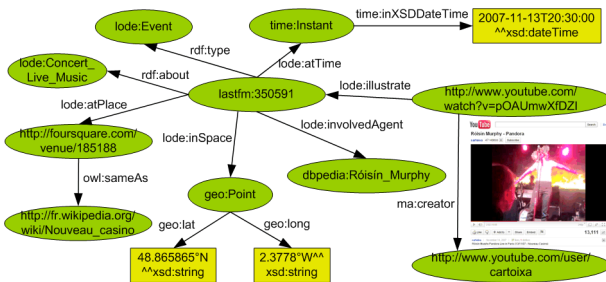 lode:Event
time:Instant
time:inXSDDateTime
2007-11-13T20:30:00
^^xsd:dateTime
rdf:type
lode:atTime
lode:Concert_
Live_Music
rdf:about
lastfm:350591
lode:illustrate
http://www.youtube.com/
watch?v=pOAUmwXfDZI
lode:atPlace
http://foursquare.com/
venue/185188
lode:inSpace
lode:involvedAgent
You Tube
Róisín Murphy - Pandora
owl:sameAs
geo:Point
dbpedia:Róisín_Murphy
ma:creator
http://fr.wikipedia.org/
wiki/Nouveau_casino
geo:lat
geo:long
13,111
48.865865°N
^^xsd:string
2.3778°W^^
xsd:string
http://www.youtube.com/user/
cartoixa